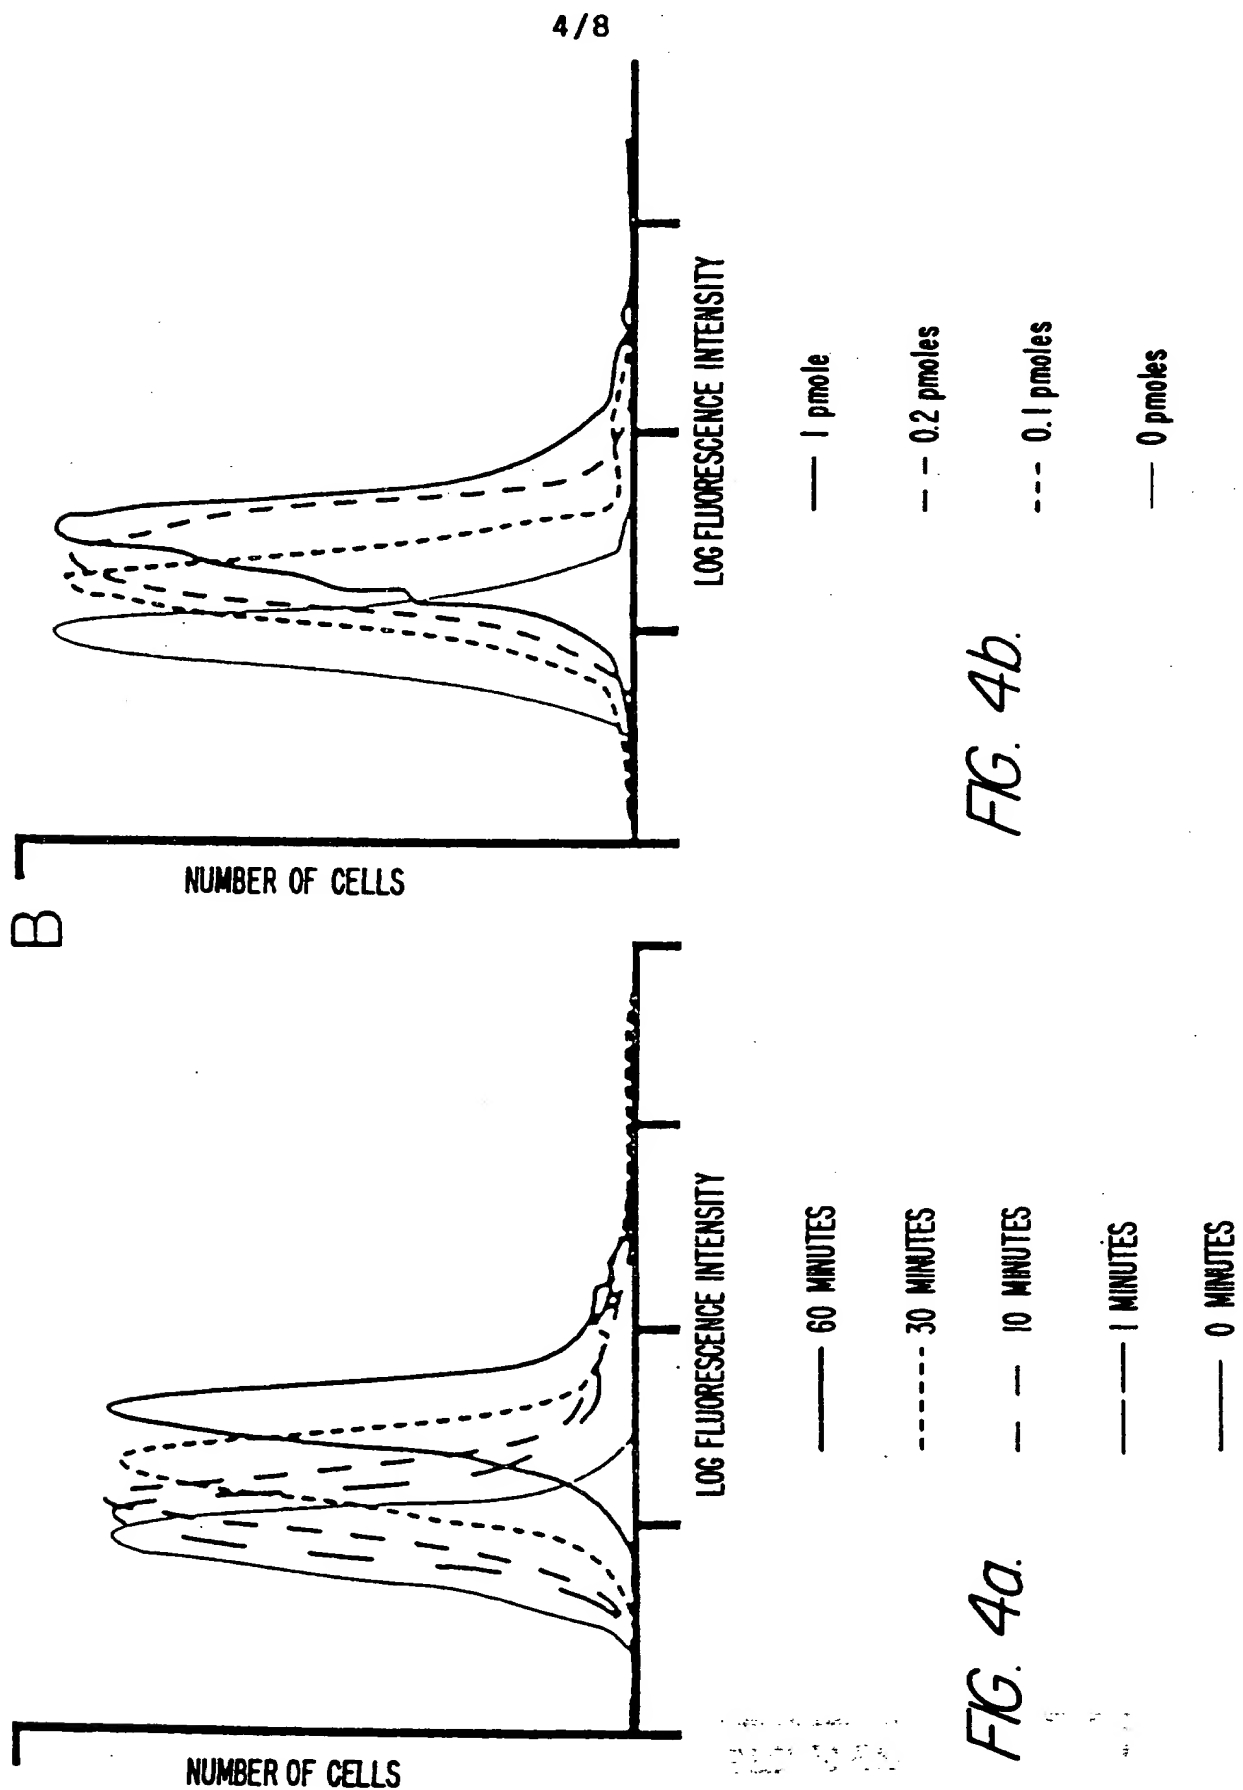 4/8
B
NUMBER OF CELLS
LOG FLUORESCENCE INTENSITY
60 MINUTES
30 MINUTES
10 MINUTES
1 MINUTES
0 MINUTES
FIG. 4a.
NUMBER OF CELLS
LOG FLUORESCENCE INTENSITY
1 pmole
0.2 pmoles
0.1 pmoles
0 pmoles
FIG. 4b.